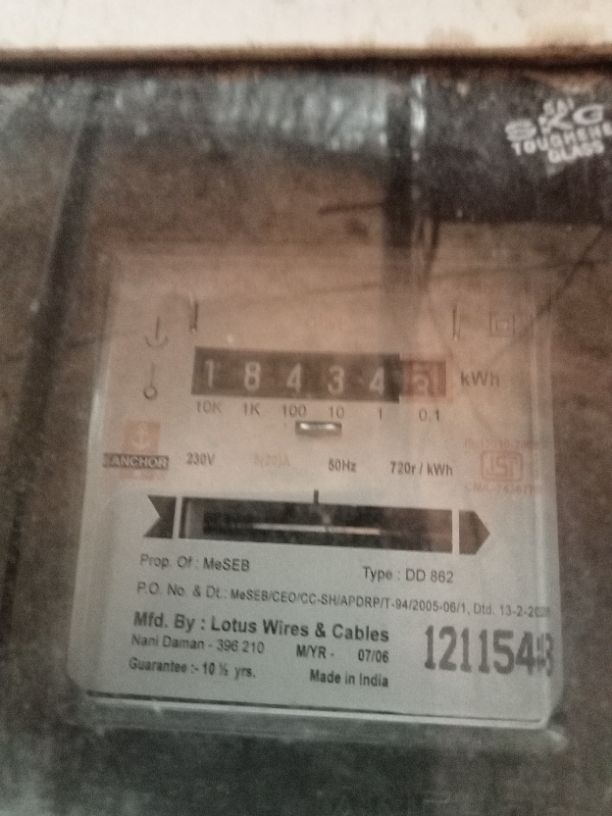 SAI
SKG
TOUGHENED
GLASS
1 8 4 3 4 kWh
10K 1K 100 10 1 0.1
ANCHOR 230V 50Hz 720r / kWh
Prop. Of : MeSEB
Type : DD 862
P.O. No. & Dt.: MeSEB/CEO/CC-SH/APDRP/T-94/2005-06/1, Dtd. 13-2-
Mfd. By : Lotus Wires & Cables
Nani Daman - 396 210 M/YR - 07/06
Guarantee :- 10 ½ yrs. Made in India